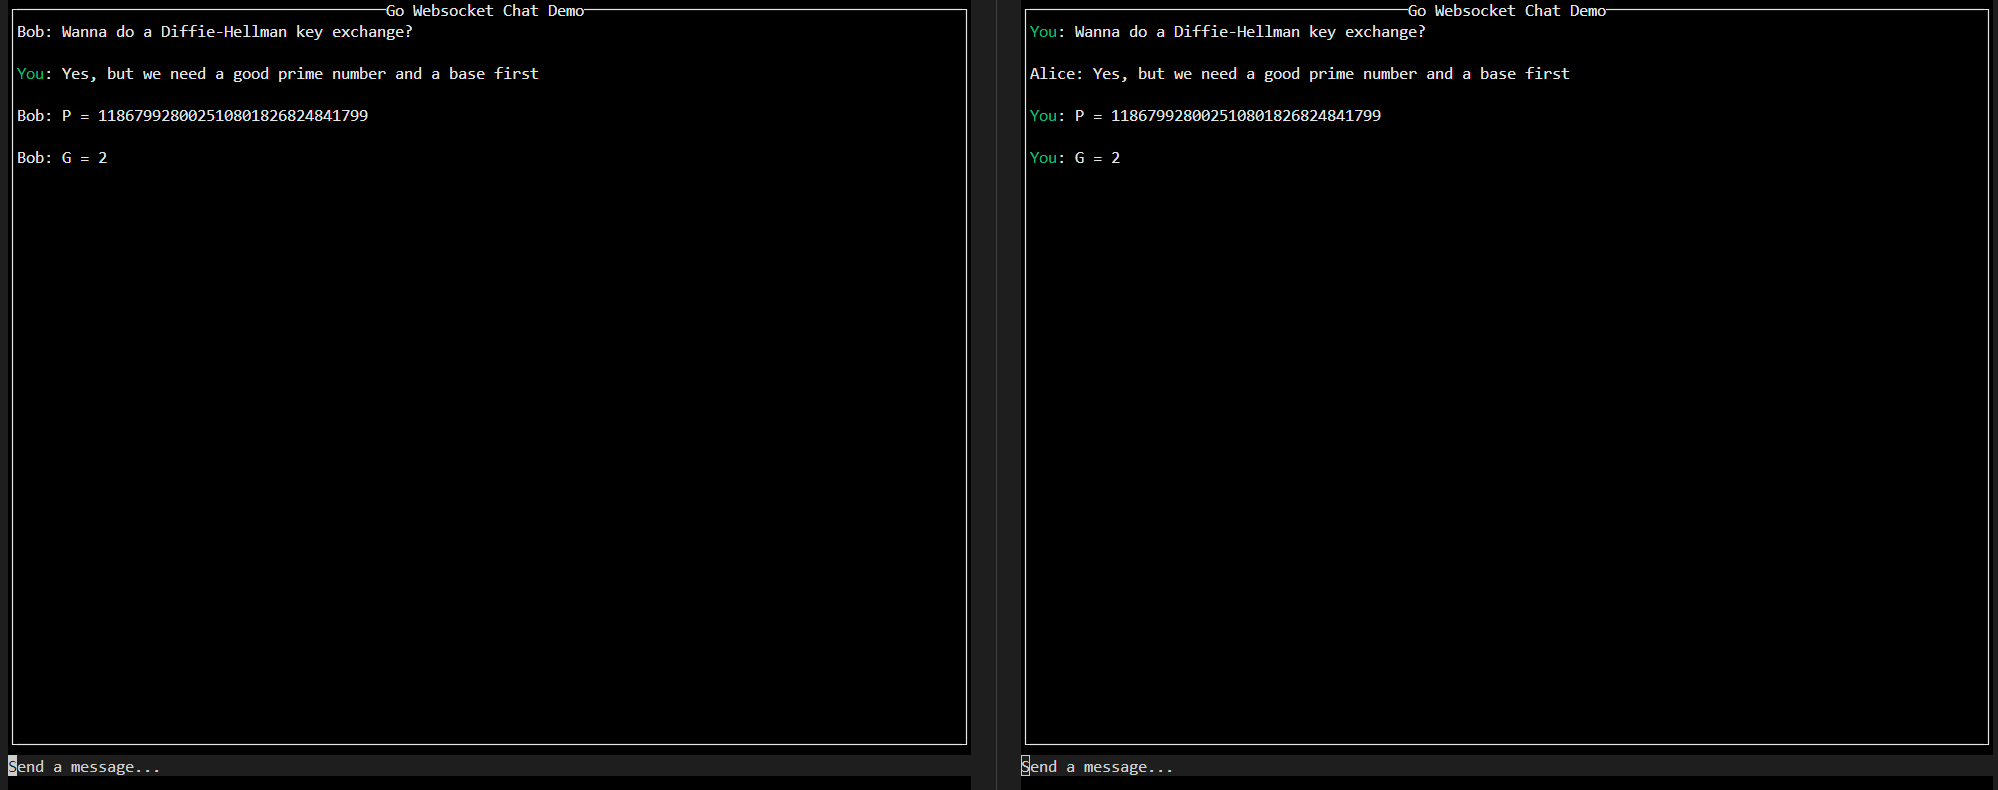 Go Websocket Chat Demo
Bob: Wanna do a Diffie-Hellman key exchange?
You: Yes, but we need a good prime number and a base first
Bob: P = 118679928002510801826824841799
Bob: G = 2
Send a message...
Go Websocket Chat Demo
You: Wanna do a Diffie-Hellman key exchange?
Alice: Yes, but we need a good prime number and a base first
You: P = 118679928002510801826824841799
You: G = 2
Send a message...